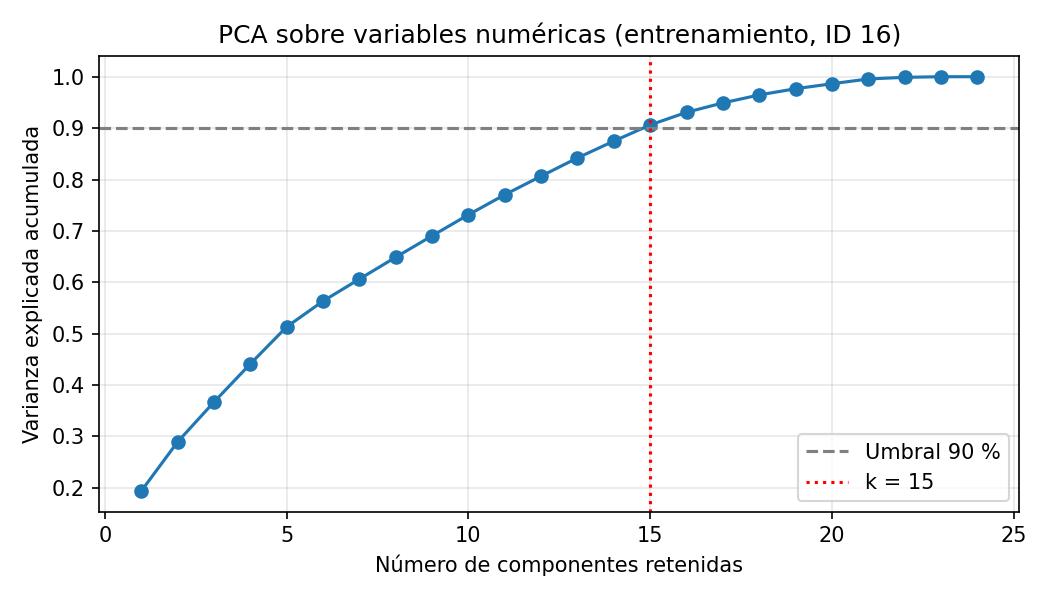 PCA sobre variables numéricas (entrenamiento, ID 16)
Varianza explicada acumulada
1.0
0.9
0.8
0.7
0.6
0.5
0.4
0.3
0.2
Umbral 90 %
k = 15
0 5 10 15 20 25
Número de componentes retenidas